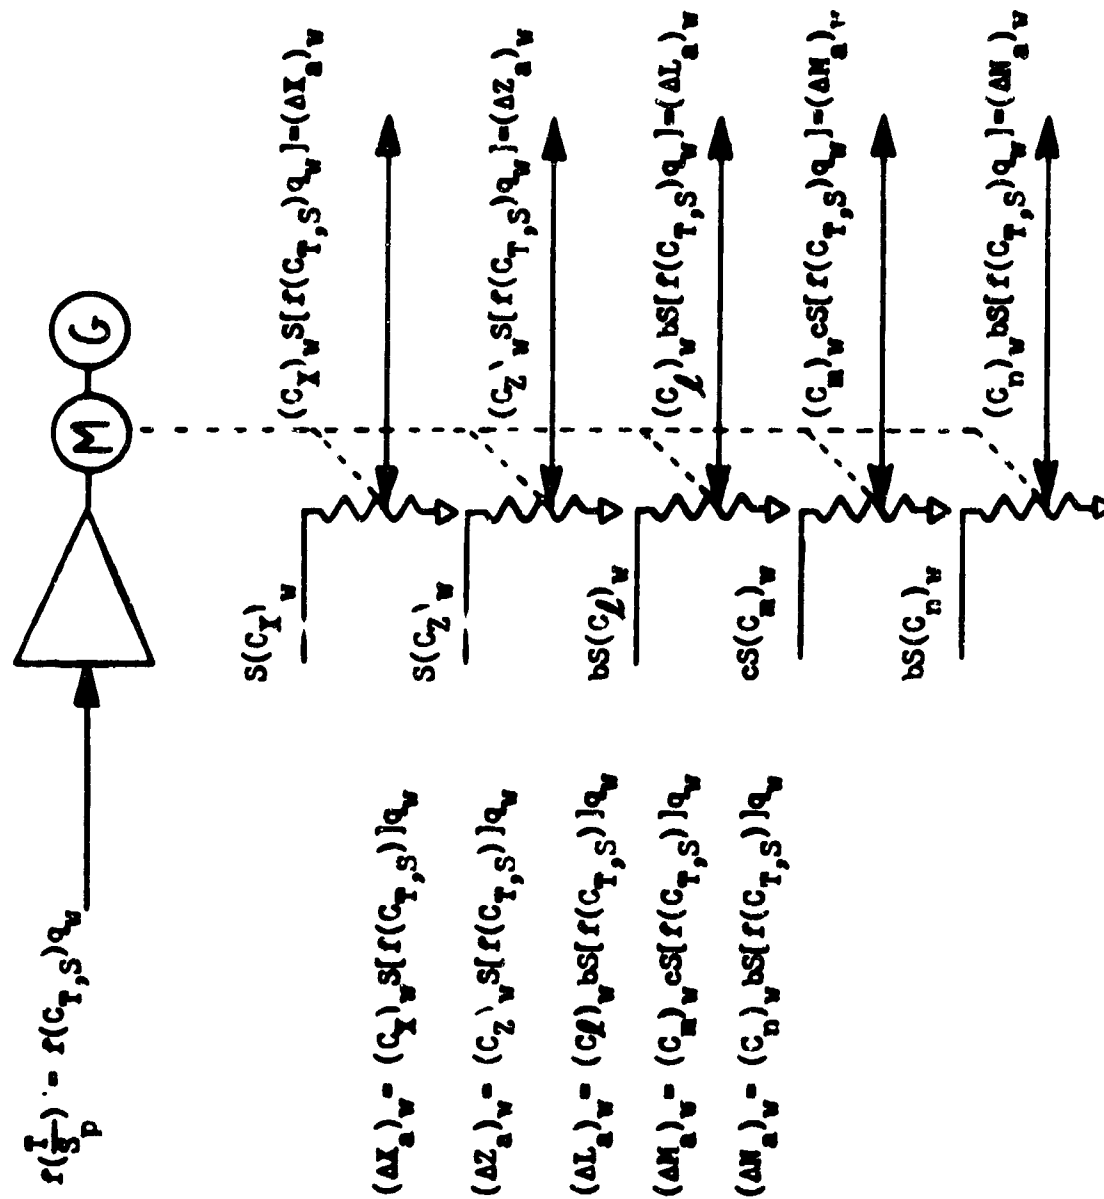 f(T/S_p) = f(C_T,S)q_w
M
G
S(C_X)_w
(C_X)_w S[f(C_T,S)q_w]=(ΔX_a)_w
S(C_Z)_w
(C_Z)_w S[f(C_T,S)q_w]=(ΔZ_a)_w
bS(C_ℓ)_w
(C_ℓ)_w bS[f(C_T,S)q_w]=(ΔL_a)_w
cS(C_m)_w
(C_m)_w cS[f(C_T,S)q_w]=(ΔM_a)_w
bS(C_n)_w
(C_n)_w bS[f(C_T,S)q_w]=(ΔN_a)_w
(ΔX_a)_w = (C_X)_w S[f(C_T,S)]q_w
(ΔZ_a)_w = (C_Z)_w S[f(C_T,S)]q_w
(ΔL_a)_w = (C_ℓ)_w bS[f(C_T,S)]q_w
(ΔM_a)_w = (C_m)_w cS[f(C_T,S)]q_w
(ΔN_a)_w = (C_n)_w bS[f(C_T,S)]q_w